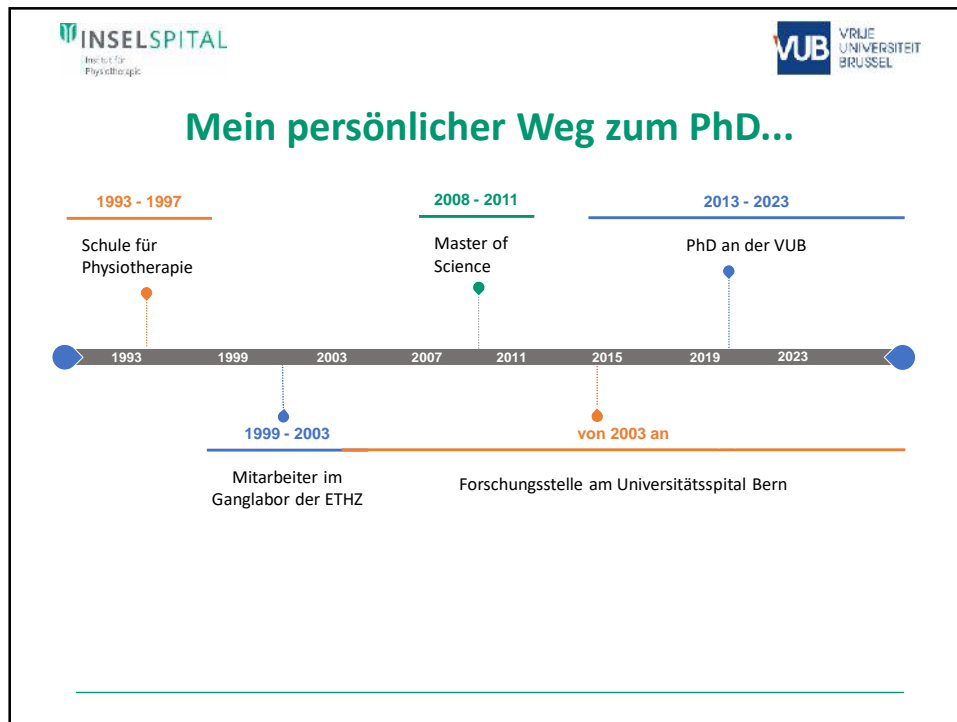 INSELSPITAL
Institut für
Physiotherapie
VUB
VRIJE
UNIVERSITEIT
BRUSSEL
Mein persönlicher Weg zum PhD...
1993 - 1997
2008 - 2011
2013 - 2023
Schule für
Physiotherapie
Master of
Science
PhD an der VUB
1993 1999 2003 2007 2011 2015 2019 2023
1999 - 2003
von 2003 an
Mitarbeiter im
Ganglabor der ETHZ
Forschungsstelle am Universitätsspital Bern